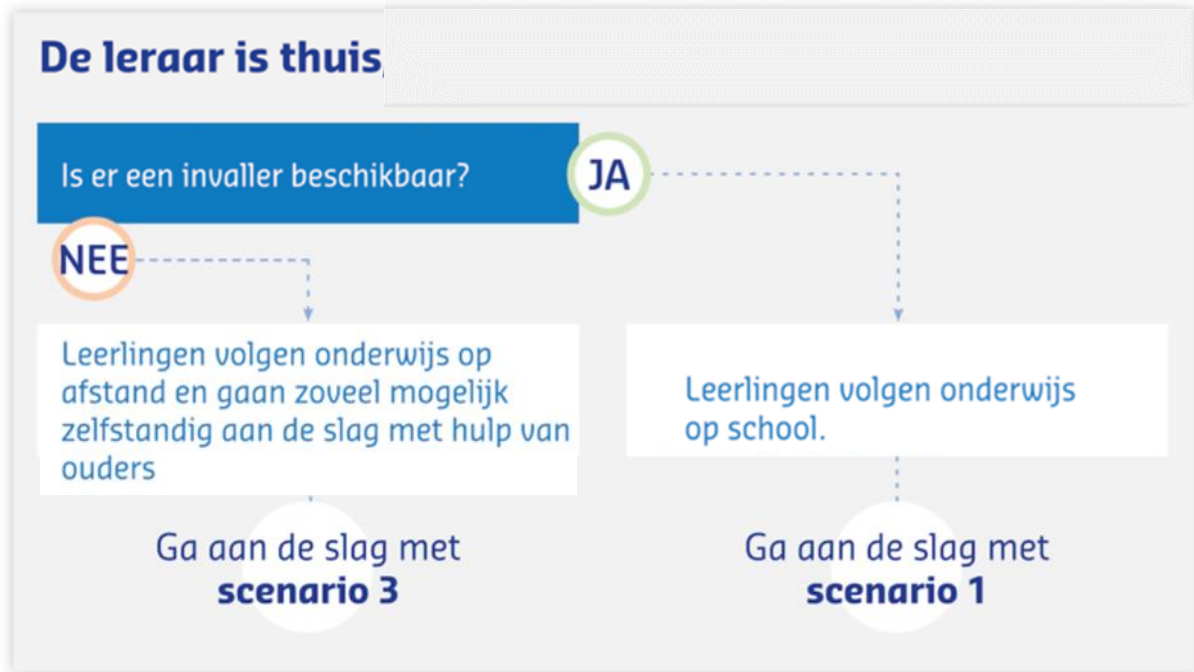 De leraar is thuis,
Is er een invaller beschikbaar?
JA
NEE
Leerlingen volgen onderwijs op
afstand en gaan zoveel mogelijk
zelfstandig aan de slag met hulp van
ouders
Leerlingen volgen onderwijs
op school.
Ga aan de slag met
scenario 3
Ga aan de slag met
scenario 1